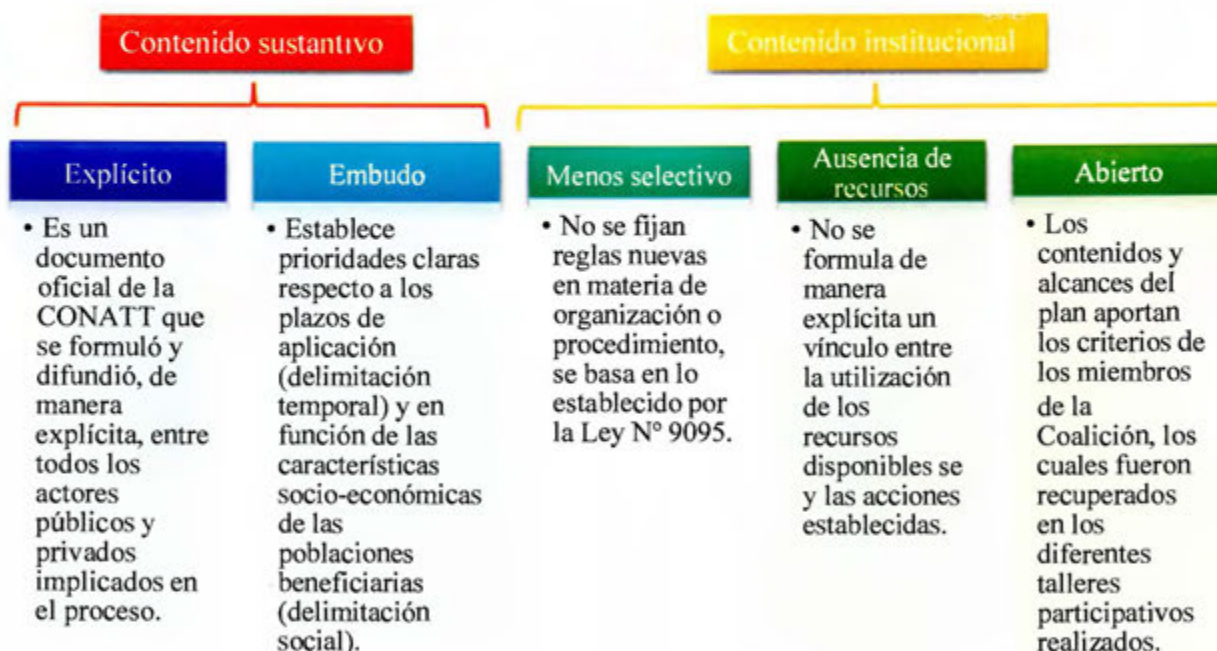 Contenido sustantivo
Contenido institucional
Explícito
• Es un
documento
oficial de la
CONATT que
se formuló y
difundió, de
manera
explícita, entre
todos los
actores
públicos y
privados
implicados en
el proceso.
Embudo
• Establece
prioridades claras
respecto a los
plazos de
aplicación
(delimitación
temporal) y en
función de las
características
socio-económicas
de las
poblaciones
beneficiarias
(delimitación
social).
Menos selectivo
• No se fijan
reglas nuevas
en materia de
organización o
procedimiento,
se basa en lo
establecido por
la Ley N° 9095.
Ausencia de
recursos
• No se
formula de
manera
explícita un
vínculo entre
la utilización
de los
recursos
disponibles se
y las acciones
establecidas.
Abierto
• Los
contenidos y
alcances del
plan aportan
los criterios de
los miembros
de la
Coalición, los
cuales fueron
recuperados
en los
diferentes
talleres
participativos
realizados.